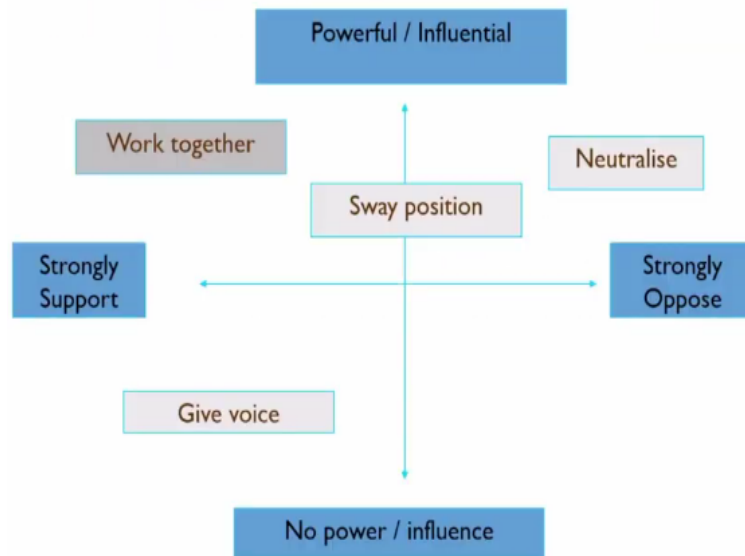 Powerful / Influential
Work together
Neutralise
Sway position
Strongly
Support
Strongly
Oppose
Give voice
No power / influence